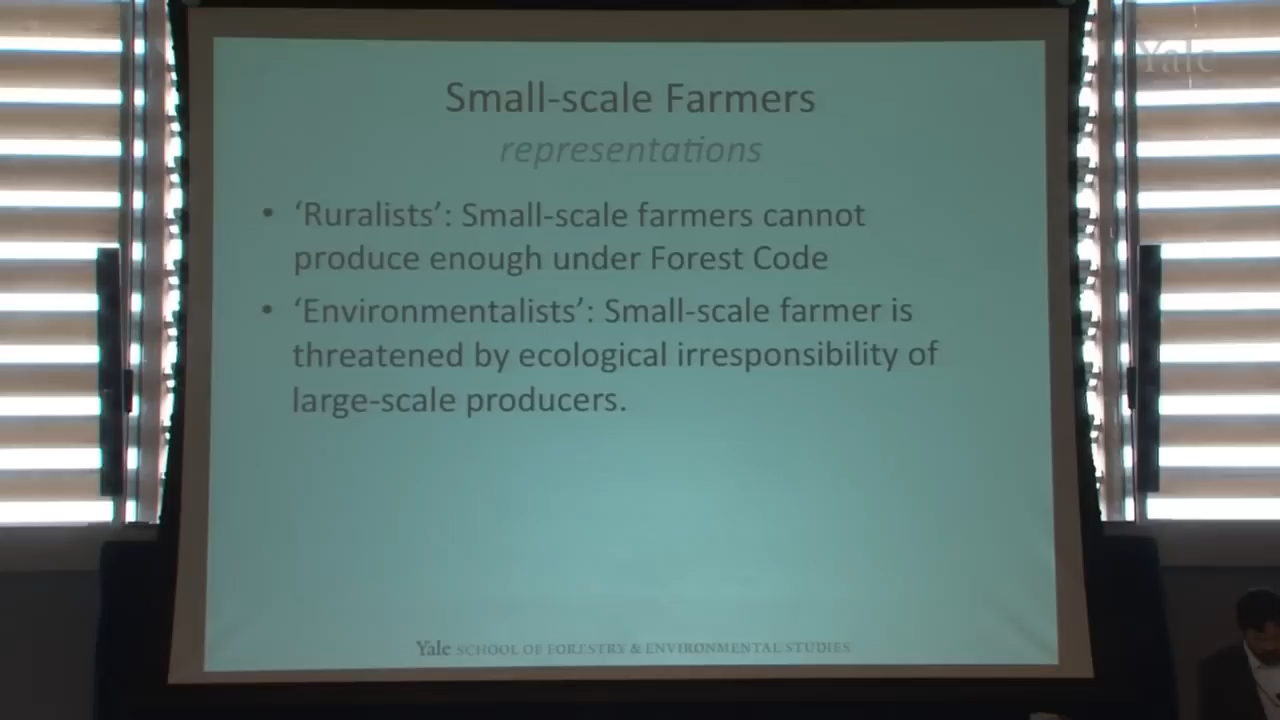 Yale
Small-scale Farmers
representations
• ‘Ruralists’: Small-scale farmers cannot
produce enough under Forest Code
• ‘Environmentalists’: Small-scale farmer is
threatened by ecological irresponsibility of
large-scale producers.
Yale SCHOOL OF FORESTRY & ENVIRONMENTAL STUDIES